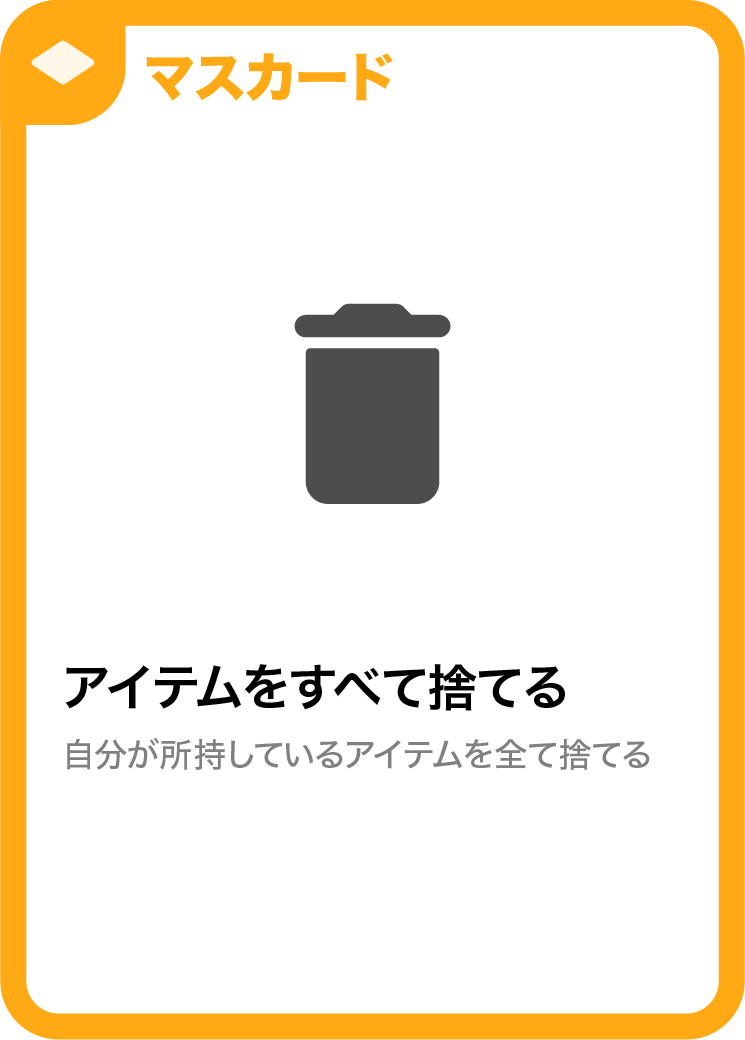 マスカード
アイテムをすべて捨てる
自分が所持しているアイテムを全て捨てる